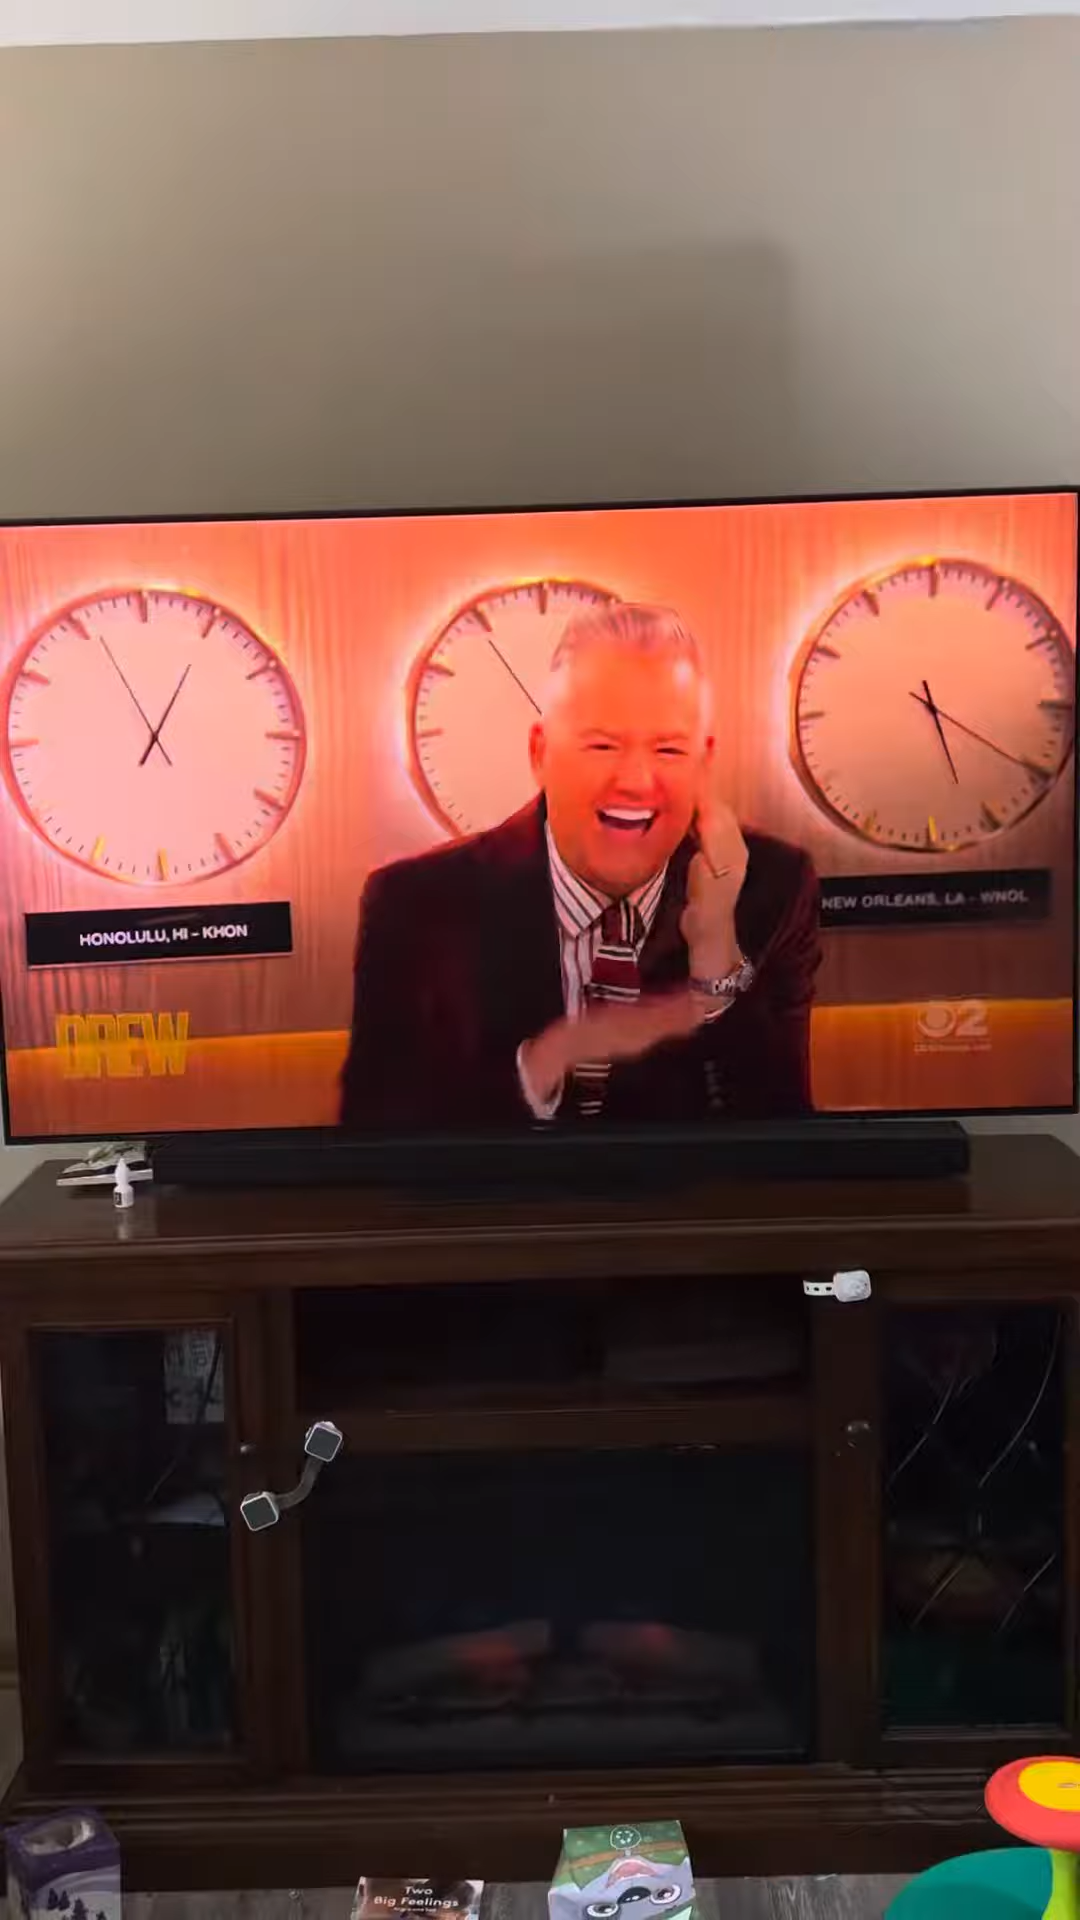 HONOLULU, HI - KHON
NEW ORLEANS, LA - WNOL
DREW
2
Two
Big Feelings